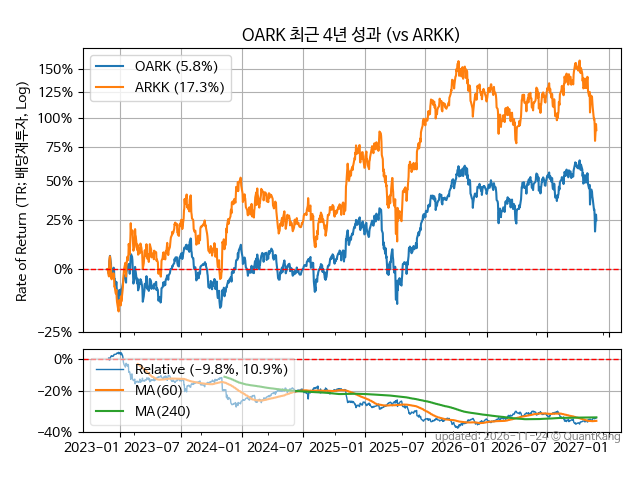 OARK 최근 4년 성과 (vs ARKK)
OARK (5.8%)
ARKK (17.3%)
Rate of Return (TR; 배당재투자, Log)
150%
125%
100%
75%
50%
25%
0%
−25%
Relative (−9.8%, 10.9%)
MA(60)
MA(240)
0%
−20%
−40%
2023−01 2023−07 2024−01 2024−07 2025−01 2025−07 2026−01 2026−07 2027−01
updated: 2026−11−24 © QuantKang